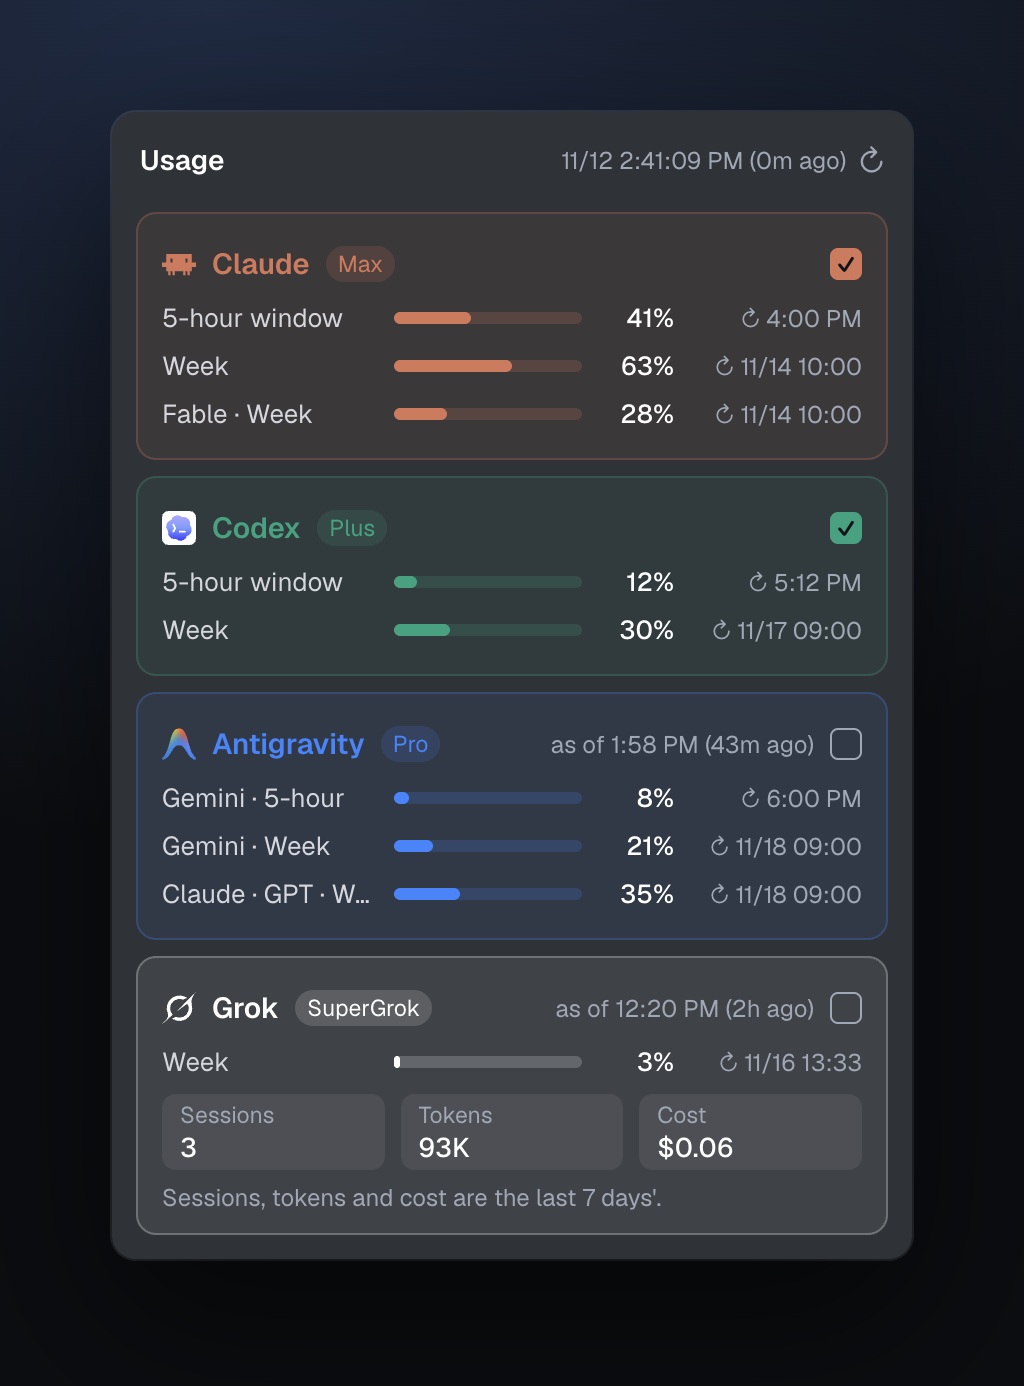 Usage 11/12 2:41:09 PM (0m ago)
Claude Max
5-hour window 41% 4:00 PM
Week 63% 11/14 10:00
Fable · Week 28% 11/14 10:00
Codex Plus
5-hour window 12% 5:12 PM
Week 30% 11/17 09:00
Antigravity Pro as of 1:58 PM (43m ago)
Gemini · 5-hour 8% 6:00 PM
Gemini · Week 21% 11/18 09:00
Claude · GPT · W... 35% 11/18 09:00
Grok SuperGrok as of 12:20 PM (2h ago)
Week 3% 11/16 13:33
Sessions Tokens Cost
3 93K $0.06
Sessions, tokens and cost are the last 7 days'.